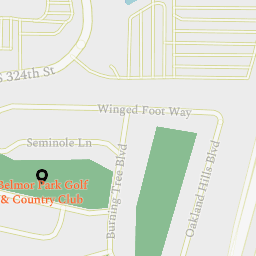 S 324th St
Winged Foot Way
Seminole Ln
Burning Tree Blvd
Oakland Hills Blvd
Belmor Park Golf
& Country Club